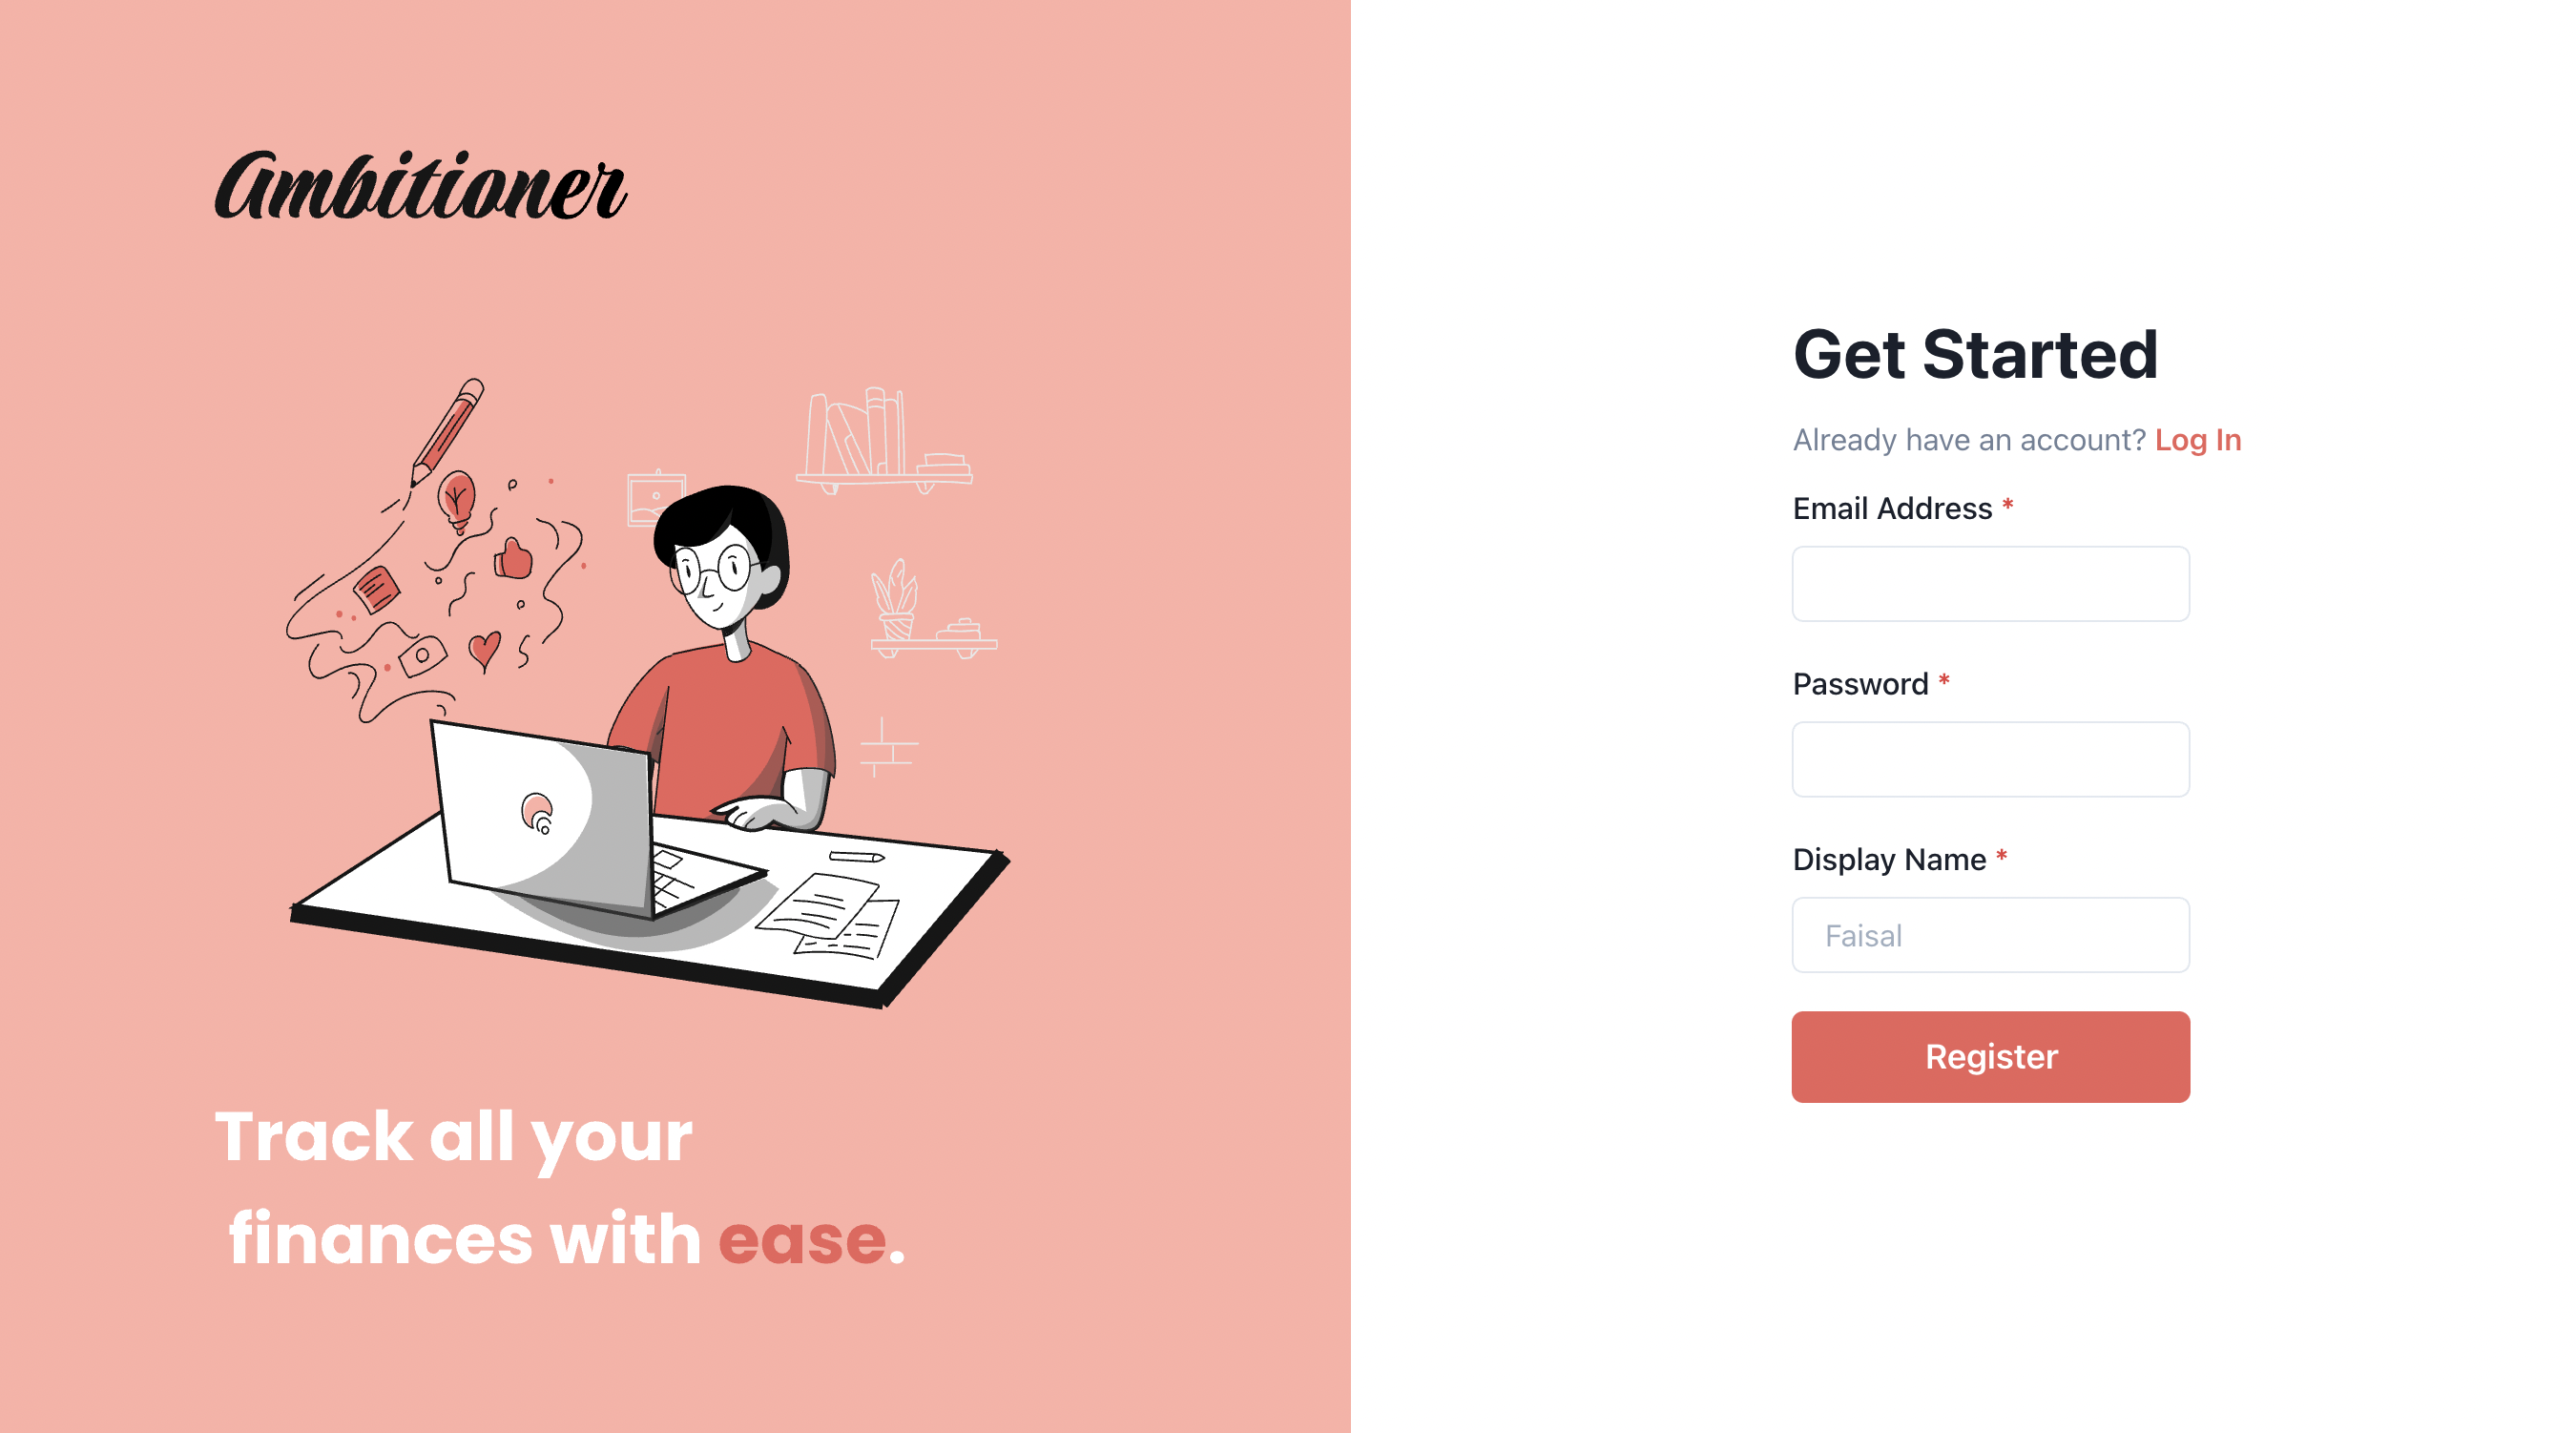 Ambitioner
Track all your
finances with ease.
Get Started
Already have an account? Log In
Email Address *
Password *
Display Name *
Faisal
Register